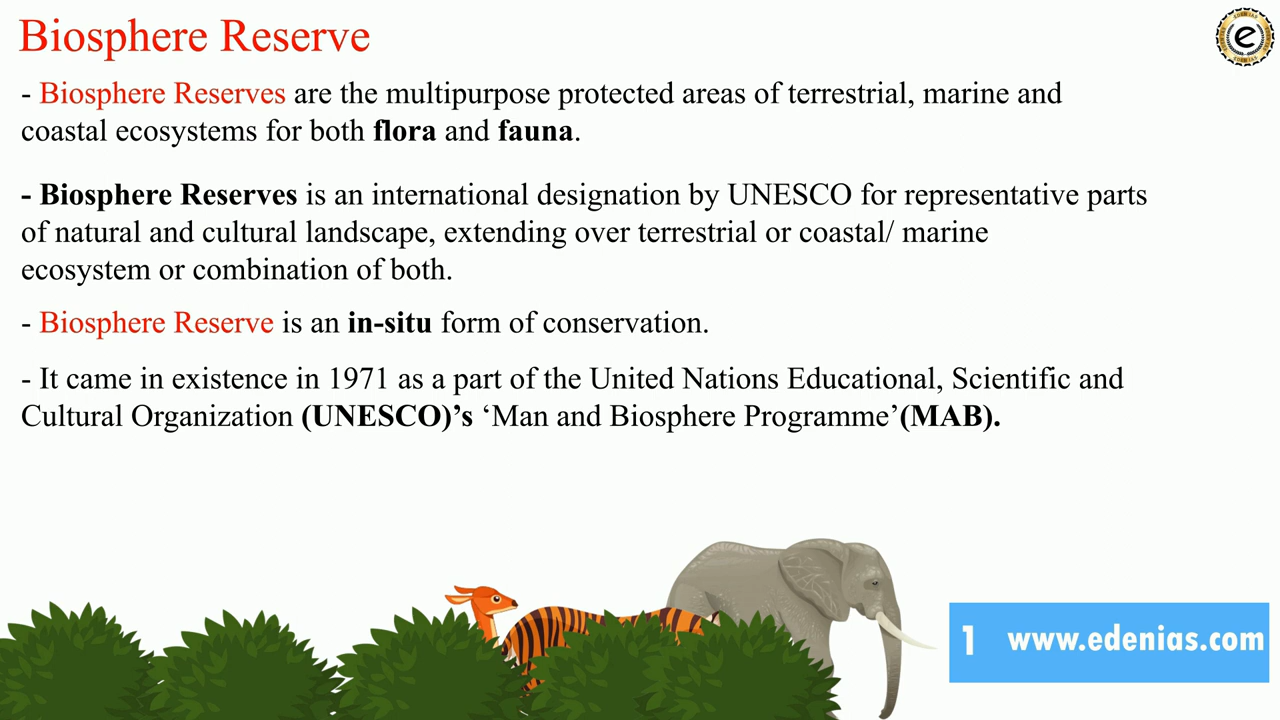 Biosphere Reserve
EDENIAS
e
EDENIAS
- Biosphere Reserves are the multipurpose protected areas of terrestrial, marine and
coastal ecosystems for both flora and fauna.
- Biosphere Reserves is an international designation by UNESCO for representative parts
of natural and cultural landscape, extending over terrestrial or coastal/ marine
ecosystem or combination of both.
- Biosphere Reserve is an in-situ form of conservation.
- It came in existence in 1971 as a part of the United Nations Educational, Scientific and
Cultural Organization (UNESCO)’s ‘Man and Biosphere Programme’(MAB).
1 www.edenias.com